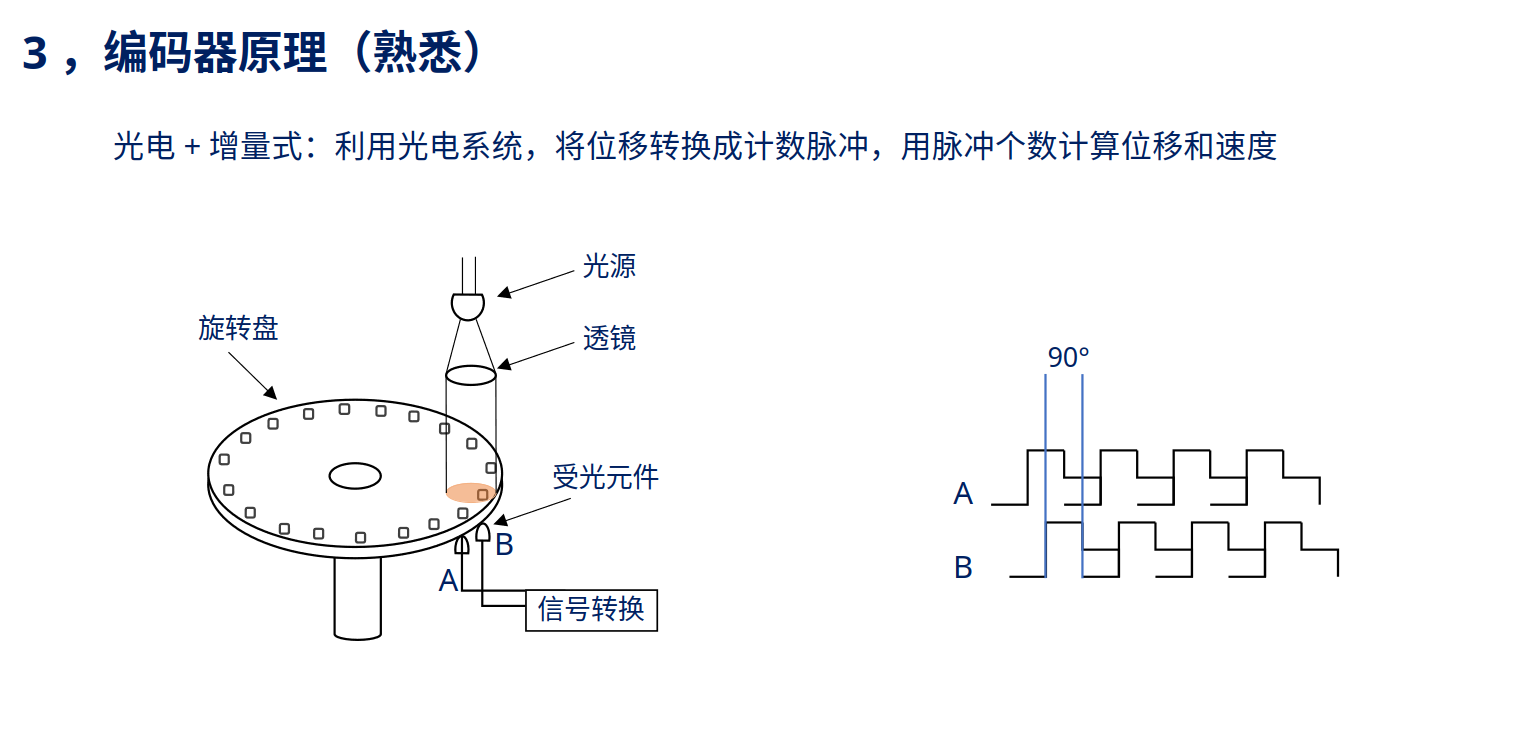 3，编码器原理（熟悉）
光电 + 增量式：利用光电系统，将位移转换成计数脉冲，用脉冲个数计算位移和速度
光源
旋转盘
透镜
90°
受光元件
A
B
B
A
信号转换